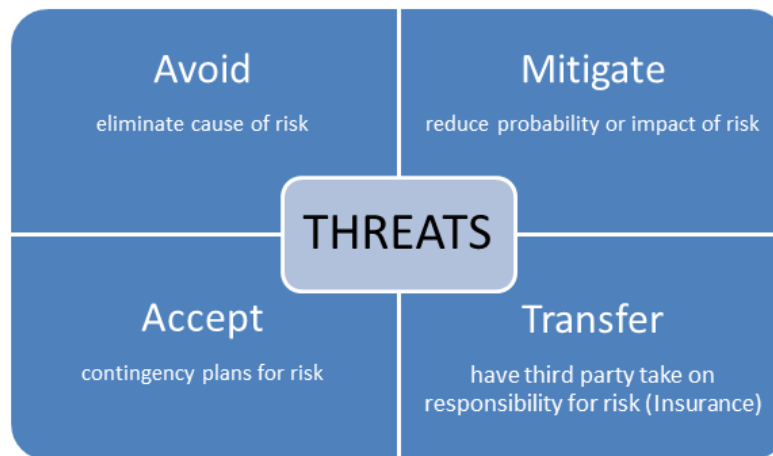 Avoid
eliminate cause of risk
Mitigate
reduce probability or impact of risk
THREATS
Accept
contingency plans for risk
Transfer
have third party take on
responsibility for risk (Insurance)